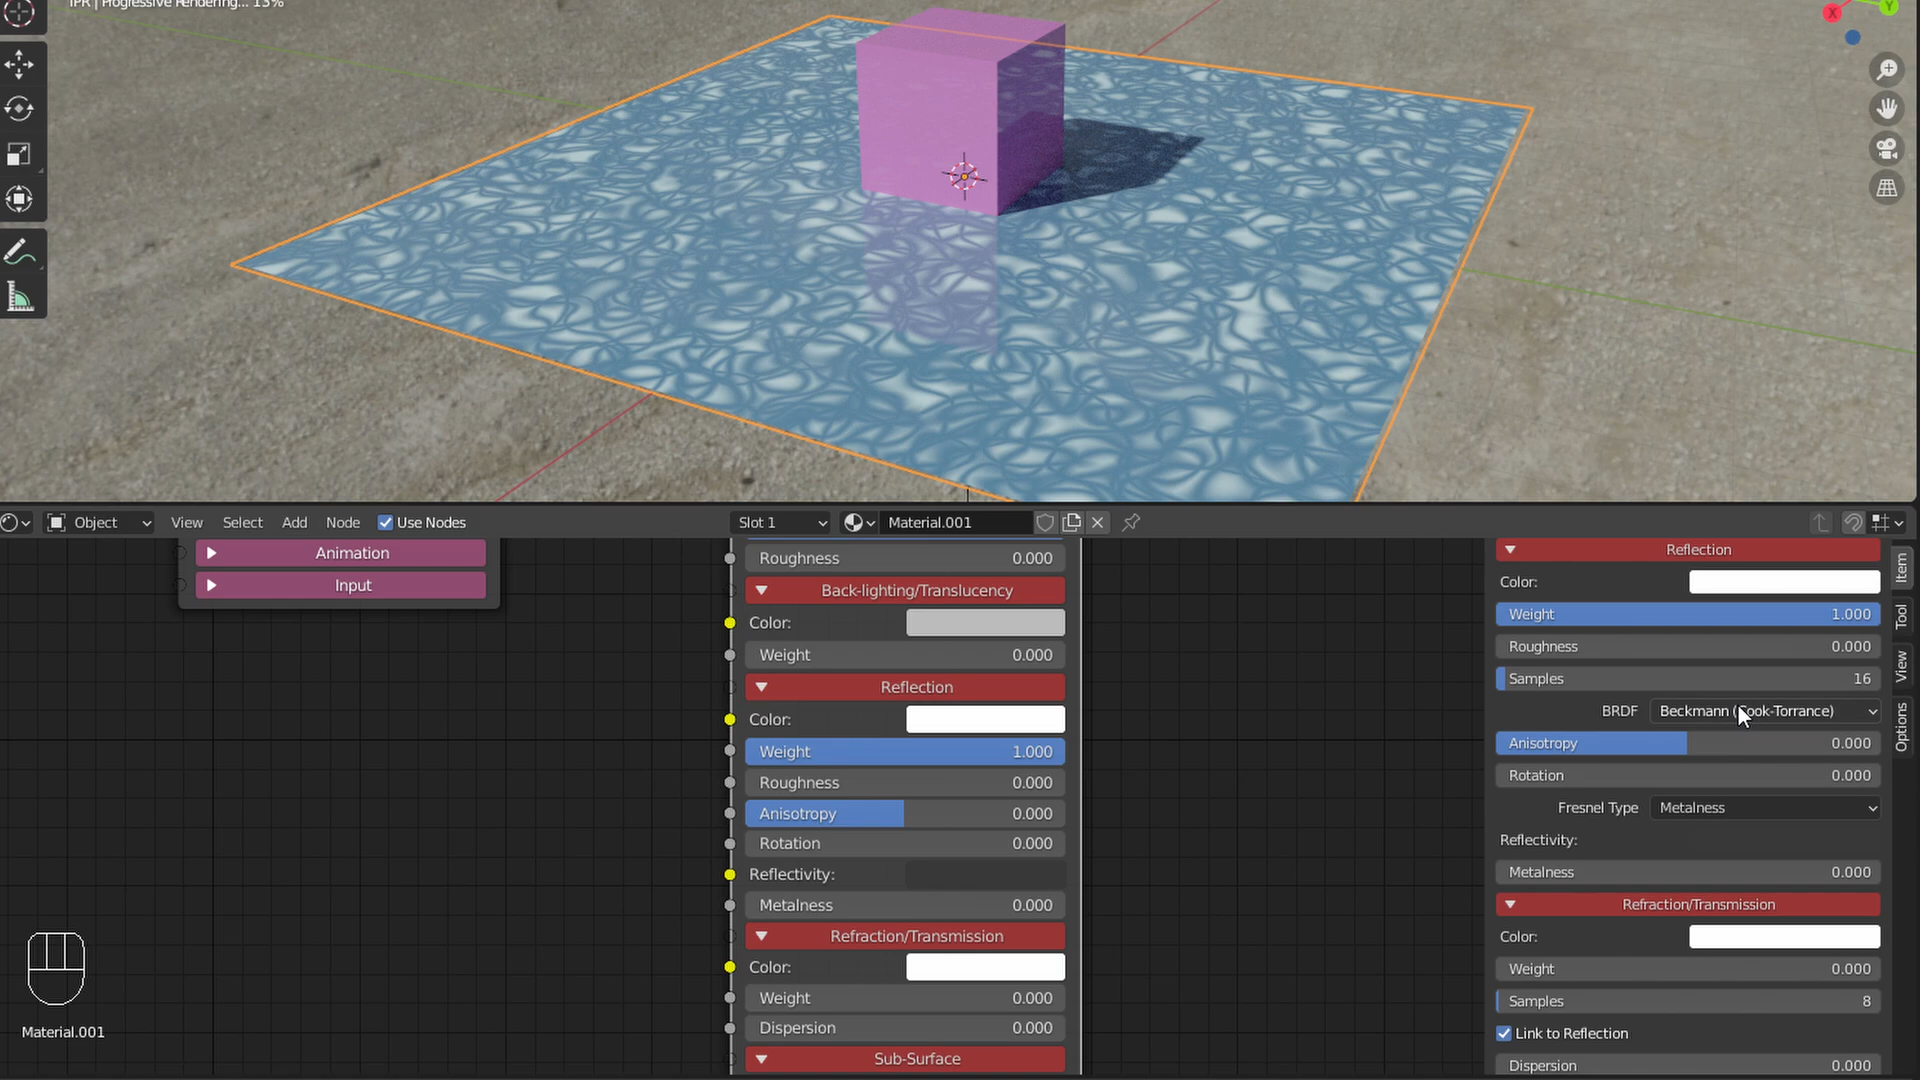 IPR | Progressive Rendering... 13%
X
Y
Object View Select Add Node Use Nodes Slot 1 Material.001
Animation
Input
Roughness 0.000
Back-lighting/Translucency
Color:
Weight 0.000
Reflection
Color:
Weight 1.000
Roughness 0.000
Anisotropy 0.000
Rotation 0.000
Reflectivity:
Metalness 0.000
Refraction/Transmission
Color:
Weight 0.000
Dispersion 0.000
Sub-Surface
Reflection
Color:
Weight 1.000
Roughness 0.000
Samples 16
BRDF Beckmann (Cook-Torrance)
Anisotropy 0.000
Rotation 0.000
Fresnel Type Metalness
Reflectivity:
Metalness 0.000
Refraction/Transmission
Color:
Weight 0.000
Samples 8
Link to Reflection
Dispersion 0.000
Item
Tool
View
Options
Material.001